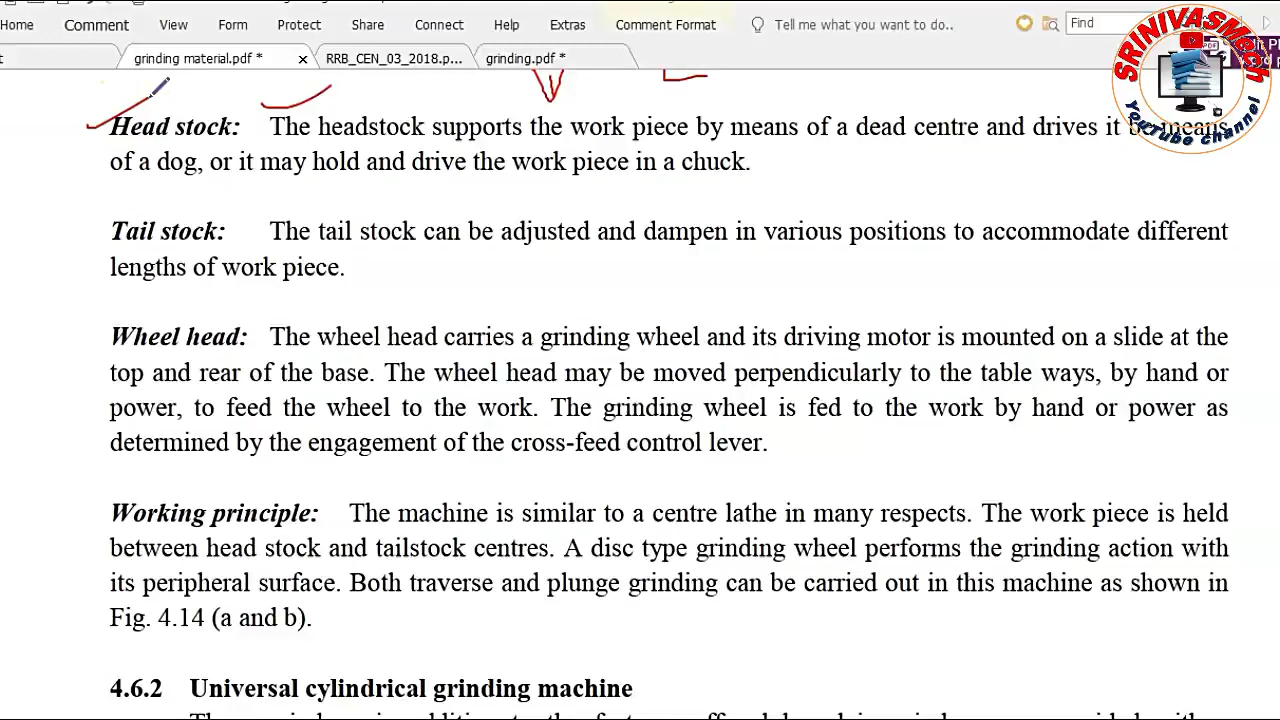 Home Comment View Form Protect Share Connect Help Extras Comment Format Tell me what you want to do.. Find
grinding material.pdf * × RRB_CEN_03_2018.p... grinding.pdf *
SRINIVASMech
YouTube channel
Head stock: The headstock supports the work piece by means of a dead centre and drives it by means
of a dog, or it may hold and drive the work piece in a chuck.
Tail stock: The tail stock can be adjusted and dampen in various positions to accommodate different
lengths of work piece.
Wheel head: The wheel head carries a grinding wheel and its driving motor is mounted on a slide at the
top and rear of the base. The wheel head may be moved perpendicularly to the table ways, by hand or
power, to feed the wheel to the work. The grinding wheel is fed to the work by hand or power as
determined by the engagement of the cross-feed control lever.
Working principle: The machine is similar to a centre lathe in many respects. The work piece is held
between head stock and tailstock centres. A disc type grinding wheel performs the grinding action with
its peripheral surface. Both traverse and plunge grinding can be carried out in this machine as shown in
Fig. 4.14 (a and b).
4.6.2 Universal cylindrical grinding machine